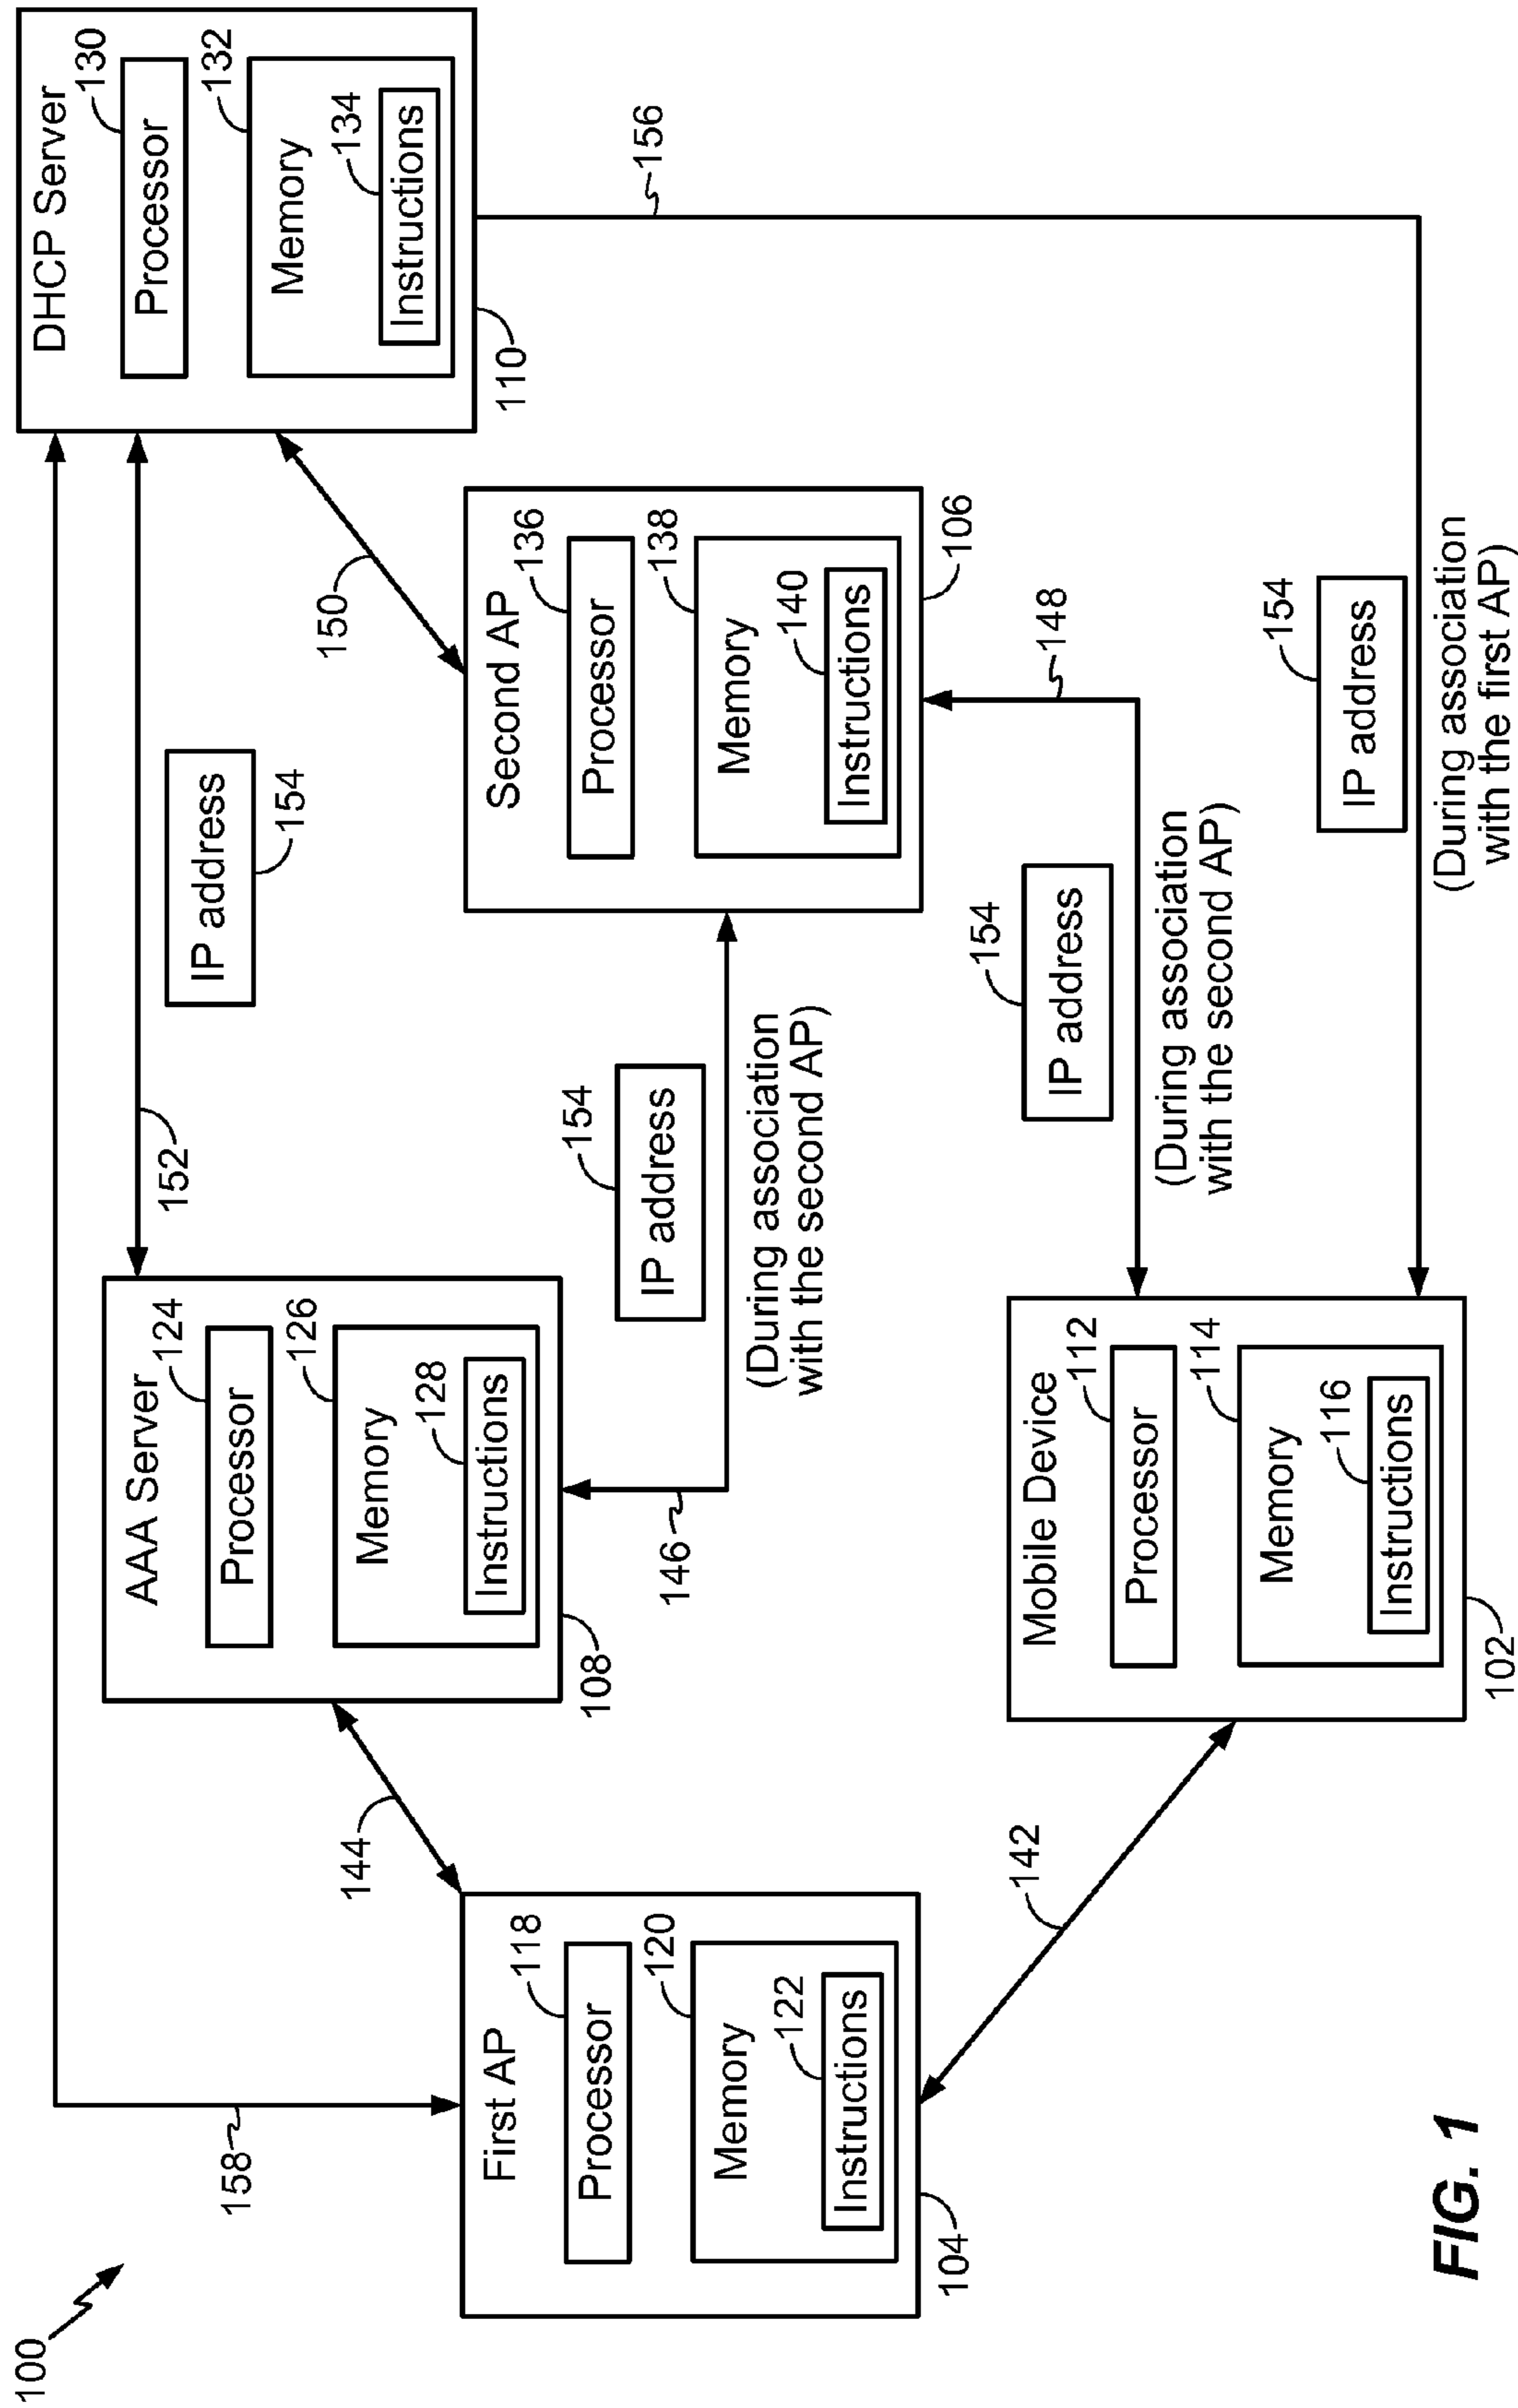 100
158
First AP
118
Processor
120
Memory
122
Instructions
104
144
142
AAA Server
124
Processor
126
Memory
128
Instructions
108
152
IP address
154
146
154
IP address
(During association
with the second AP)
Mobile Device
112
Processor
114
Memory
116
Instructions
102
DHCP Server
130
Processor
132
Memory
134
Instructions
110
150
Second AP
136
Processor
138
Memory
140
Instructions
106
148
154
IP address
(During association
with the second AP)
156
154
IP address
(During association
with the first AP)
FIG. 1